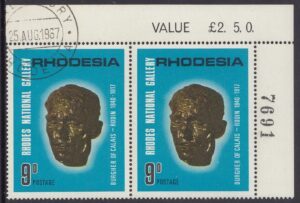 VALUE £2. 5. 0.
25 AUG 1967
RHODESIA
RHODES NATIONAL GALLERY
BURGHER OF CALAIS - RODIN 1840-1917
9D
POSTAGE
RHODESIA
RHODES NATIONAL GALLERY
BURGHER OF CALAIS - RODIN 1840-1917
9D
POSTAGE
7691